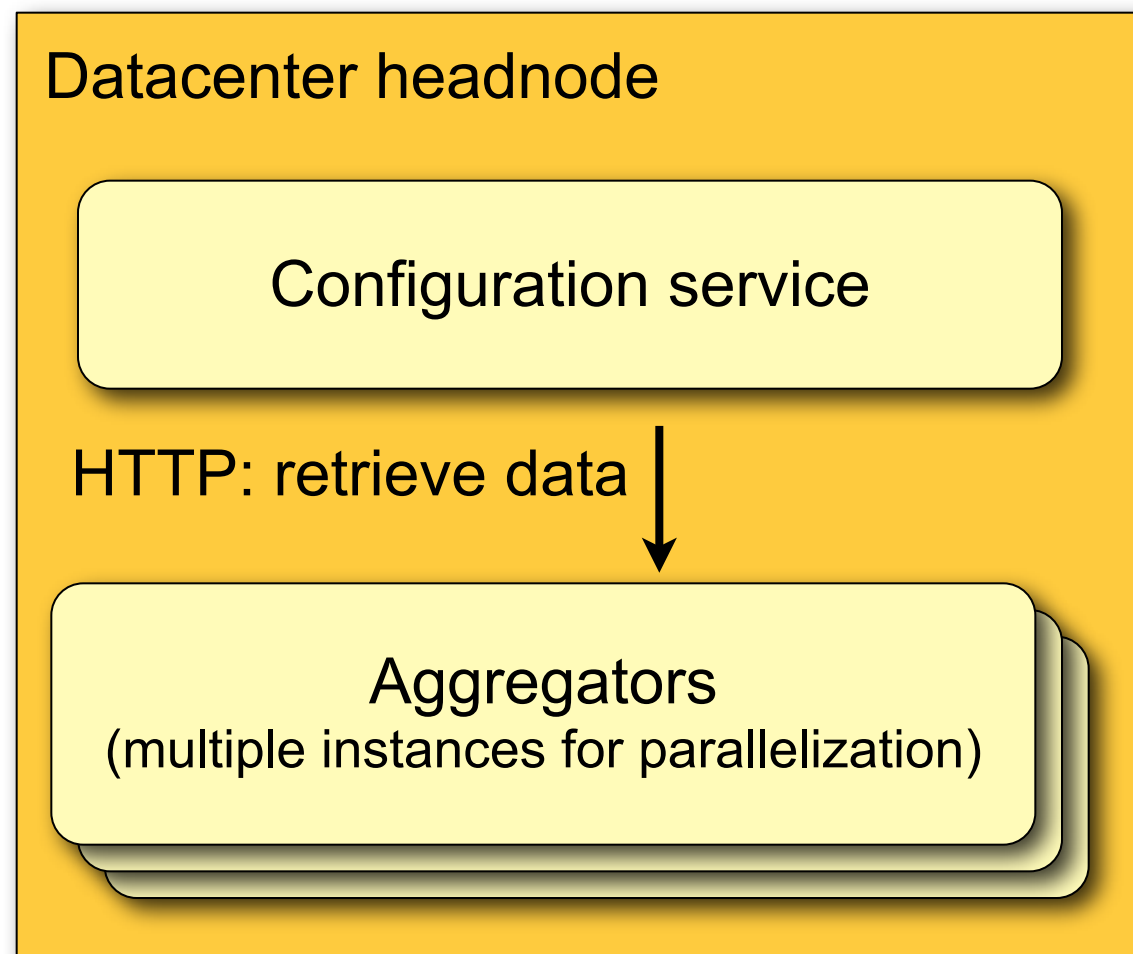 Datacenter headnode
Configuration service
HTTP: retrieve data
Aggregators
(multiple instances for parallelization)